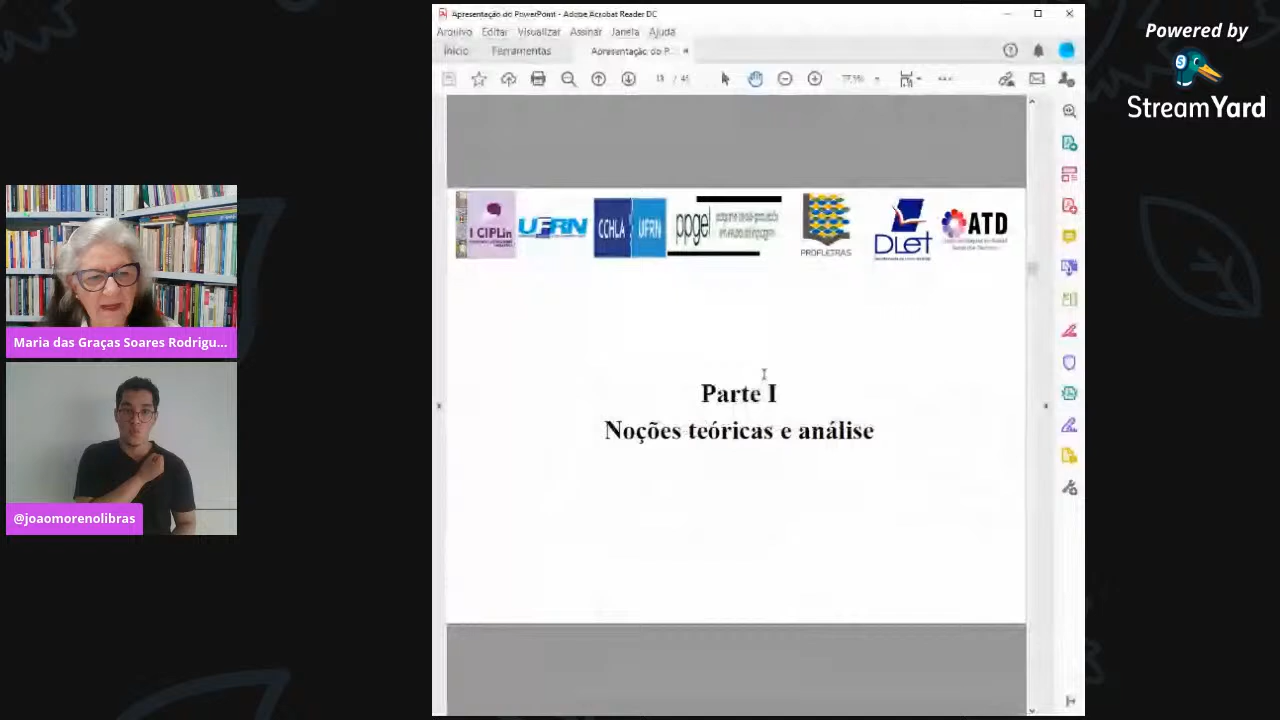 Apresentação do PowerPoint - Adobe Acrobat Reader DC
Arquivo Editar Visualizar Assinar Janela Ajuda
Início Ferramentas Apresentação do P...
Powered by
StreamYard
I CIPLin
UFRN
CCHLA UFRN
ppgel
PROFLETRAS
DLet
ATD
Parte I
Noções teóricas e análise
Maria das Graças Soares Rodrigu...
@joaomorenolibras